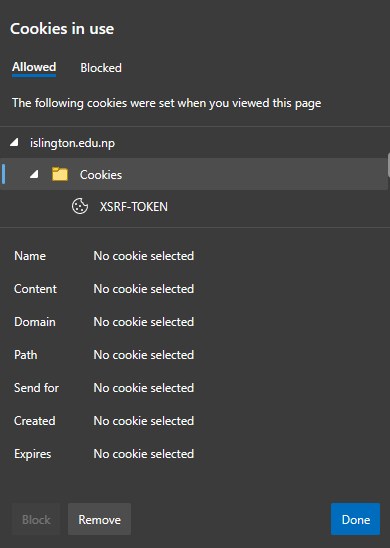 Cookies in use
Allowed Blocked
The following cookies were set when you viewed this page
islington.edu.np
Cookies
XSRF-TOKEN
Name No cookie selected
Content No cookie selected
Domain No cookie selected
Path No cookie selected
Send for No cookie selected
Created No cookie selected
Expires No cookie selected
Block Remove Done